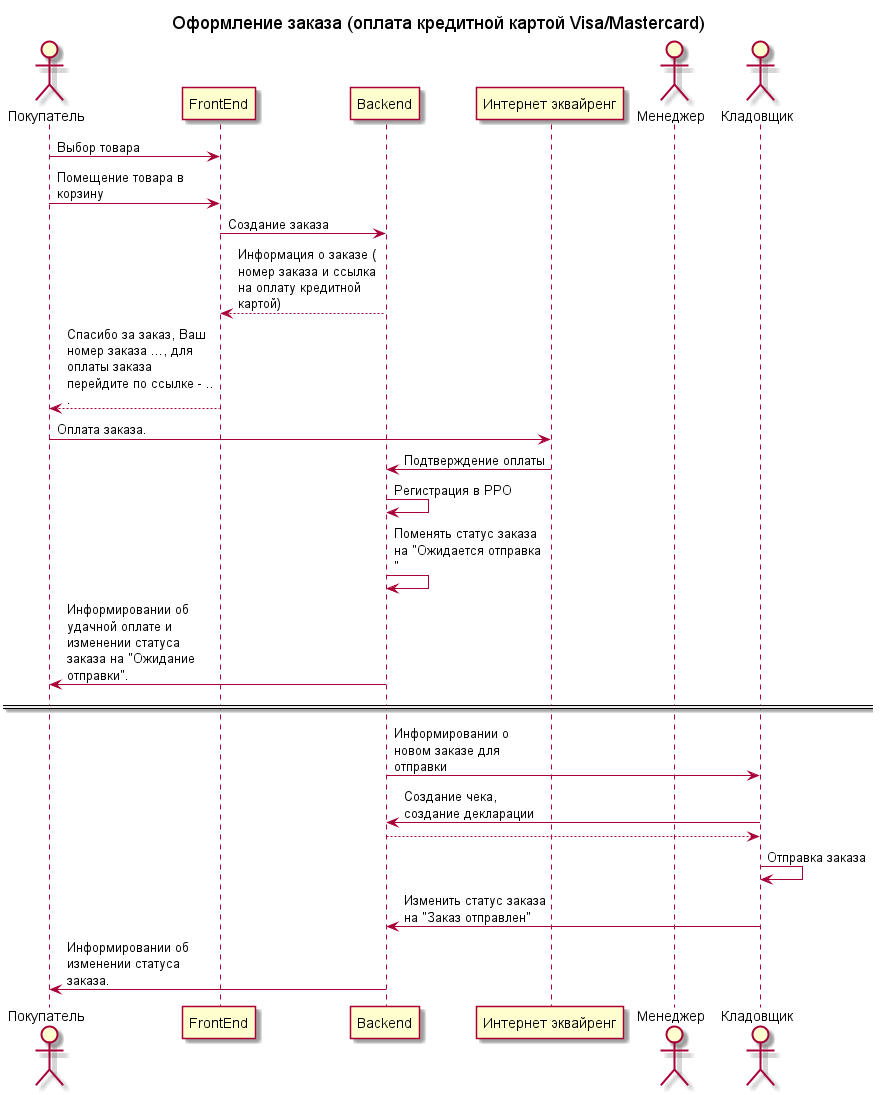 Оформление заказа (оплата кредитной картой Visa/Mastercard)
Покупатель
FrontEnd
Backend
Интернет эквайренг
Менеджер
Кладовщик
Выбор товара
Помещение товара в
корзину
Создание заказа
Информация о заказе (
номер заказа и ссылка
на оплату кредитной
картой)
Спасибо за заказ, Ваш
номер заказа ..., для
оплаты заказа
перейдите по ссылке - ..
.
Оплата заказа.
Подтверждение оплаты
Регистрация в РРО
Поменять статус заказа
на "Ожидается отправка
"
Информировании об
удачной оплате и
изменении статуса
заказа на "Ожидание
отправки".
Информировании о
новом заказе для
отправки
Создание чека,
создание декларации
Отправка заказа
Изменить статус заказа
на "Заказ отправлен"
Информировании об
изменении статуса
заказа.
Покупатель
FrontEnd
Backend
Интернет эквайренг
Менеджер
Кладовщик